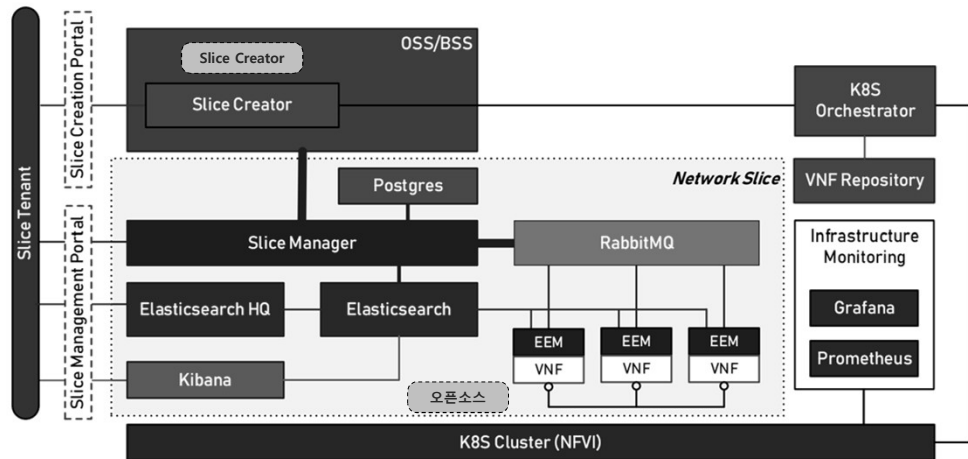 Slice Tenant
Slice Creation Portal
Slice Management Portal
OSS/BSS
Slice Creator
Slice Creator
K8S
Orchestrator
VNF Repository
Network Slice
Postgres
Slice Manager
RabbitMQ
Infrastructure
Monitoring
Grafana
Prometheus
Elasticsearch HQ
Elasticsearch
EEM
VNF
EEM
VNF
EEM
VNF
Kibana
오픈소스
K8S Cluster (NFVI)